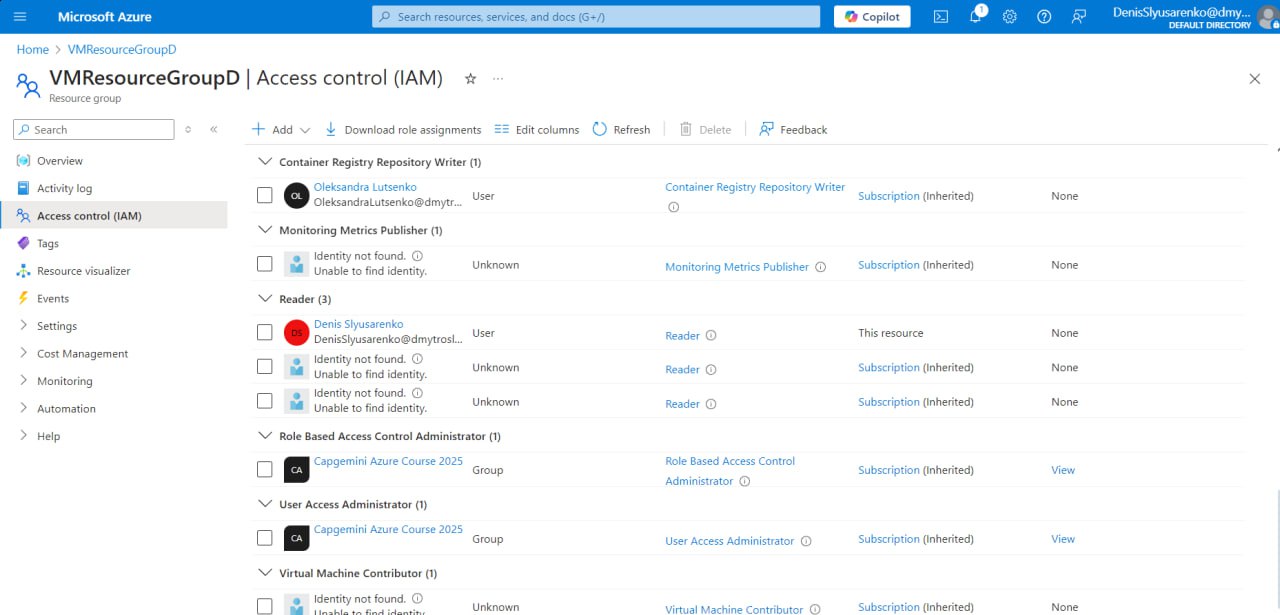 Microsoft Azure
Search resources, services, and docs (G+/)
Copilot
1
DenisSlyusarenko@dmy...
DEFAULT DIRECTORY
Home > VMResourceGroupD
VMResourceGroupD | Access control (IAM)
Resource group
Search
Add
Download role assignments
Edit columns
Refresh
Delete
Feedback
Overview
Activity log
Access control (IAM)
Tags
Resource visualizer
Events
Settings
Cost Management
Monitoring
Automation
Help
Container Registry Repository Writer (1)
OL
Oleksandra Lutsenko
OleksandraLutsenko@dmytr...
User
Container Registry Repository Writer
Subscription (Inherited)
None
Monitoring Metrics Publisher (1)
Identity not found.
Unable to find identity.
Unknown
Monitoring Metrics Publisher
Subscription (Inherited)
None
Reader (3)
DS
Denis Slyusarenko
DenisSlyusarenko@dmytrosl...
User
Reader
This resource
None
Identity not found.
Unable to find identity.
Unknown
Reader
Subscription (Inherited)
None
Identity not found.
Unable to find identity.
Unknown
Reader
Subscription (Inherited)
None
Role Based Access Control Administrator (1)
CA
Capgemini Azure Course 2025
Group
Role Based Access Control
Administrator
Subscription (Inherited)
View
User Access Administrator (1)
CA
Capgemini Azure Course 2025
Group
User Access Administrator
Subscription (Inherited)
View
Virtual Machine Contributor (1)
Identity not found.
Unable to find identity.
Unknown
Virtual Machine Contributor
Subscription (Inherited)
None